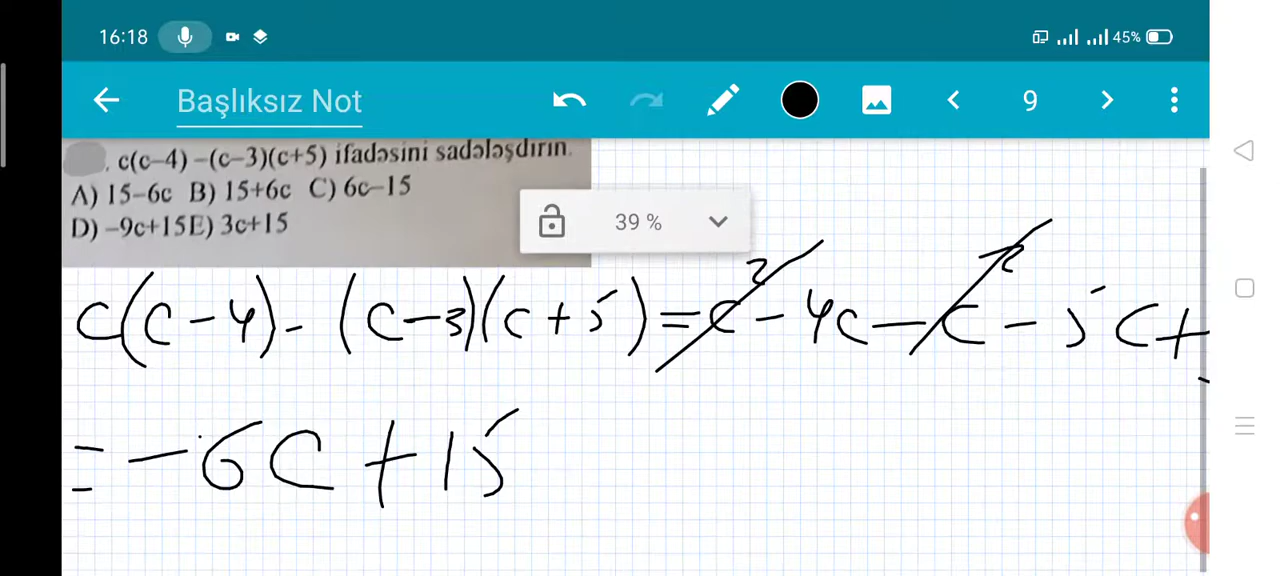 16:18
45%
Başlıksız Not
9
c(c−4) −(c−3)(c+5) ifadəsini sadələşdirin.
A) 15−6c B) 15+6c C) 6c−15
D) −9c+15E) 3c+15
39 %
c(c−4)−(c−3)(c+5)=c²−4c−c²−5c+
=−6c+15